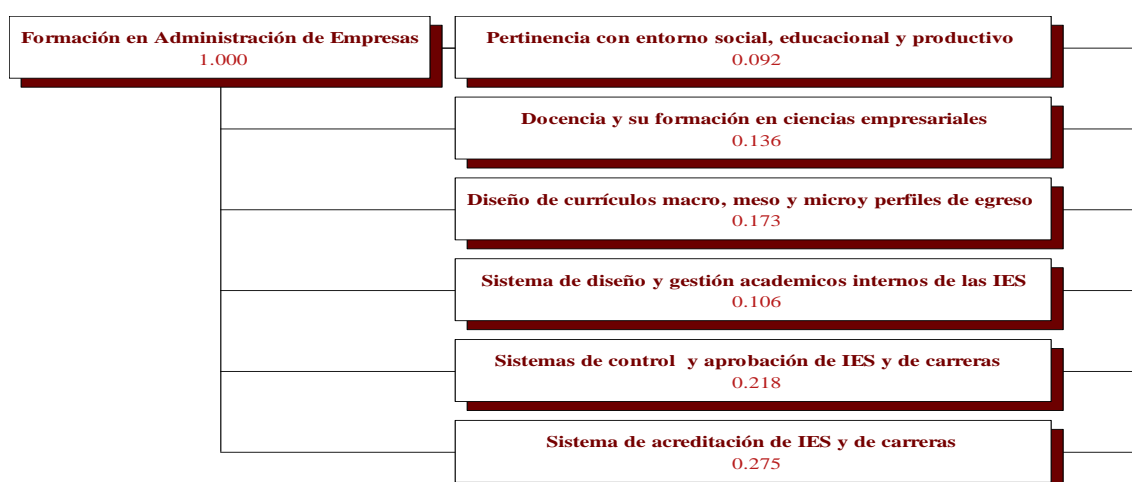 Formación en Administración de Empresas
1.000
Pertinencia con entorno social, educacional y productivo
0.092
Docencia y su formación en ciencias empresariales
0.136
Diseño de currículos macro, meso y microy perfiles de egreso
0.173
Sistema de diseño y gestión academicos internos de las IES
0.106
Sistemas de control y aprobación de IES y de carreras
0.218
Sistema de acreditación de IES y de carreras
0.275